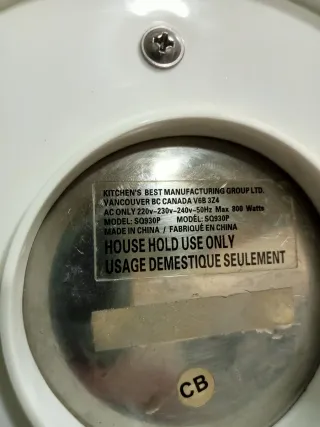 KITCHEN'S BEST MANUFACTURING GROUP LTD.
VANCOUVER BC CANADA V6B 3Z4
AC ONLY 220v~230v~240v~50Hz Max 800 Watts
MODEL: SQ930P MODEL: SQ930P
MADE IN CHINA / FABRIQUÉ EN CHINA
HOUSE HOLD USE ONLY
USAGE DEMESTIQUE SEULEMENT
CB